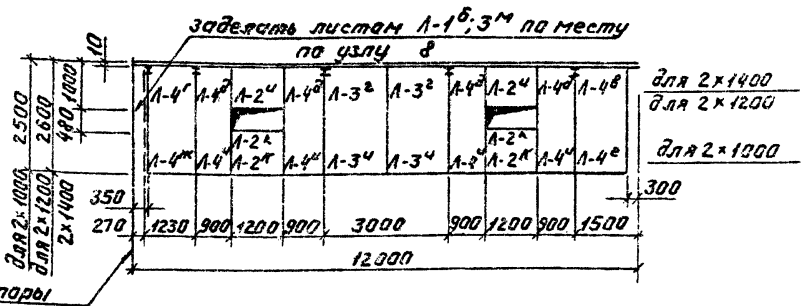 заделать листам Л-1б; 3м по месту
по узлу 8
10
для 2×1400
для 2×1200
для 2×1000
Л-4г Л-4д Л-2и Л-4д Л-3г Л-3г Л-4д Л-2и Л-4д Л-4в
Л-2к Л-2к
Л-4ж Л-4и Л-2к Л-4и Л-3и Л-3и Л-4и Л-2к Л-4и Л-4е
2500 2600 480 1000
для 2×1000 для 2×1200 2×1400
350
300
270 1230 900 1200 900 3000 900 1200 900 1500
12000